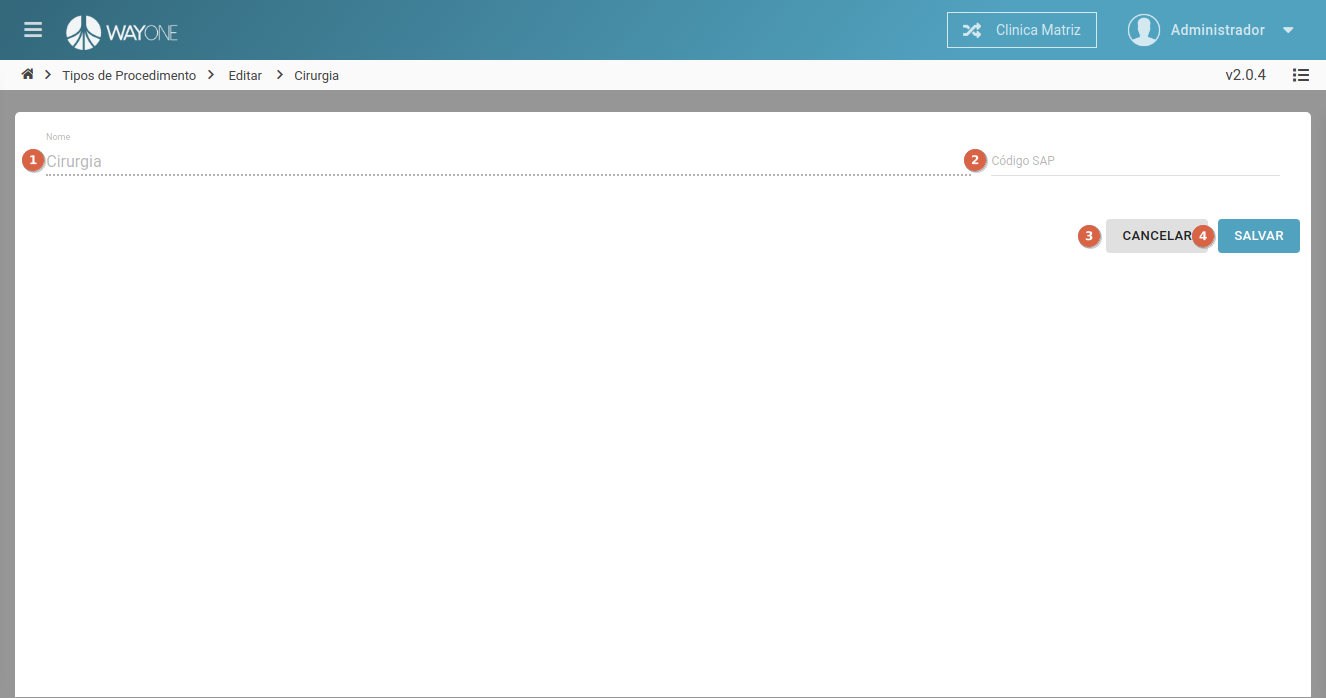 WAYONE
Clinica Matriz
Administrador
Tipos de Procedimento
Editar
Cirurgia
v2.0.4
Nome
1
Cirurgia
2
Código SAP
3
CANCELAR
4
SALVAR